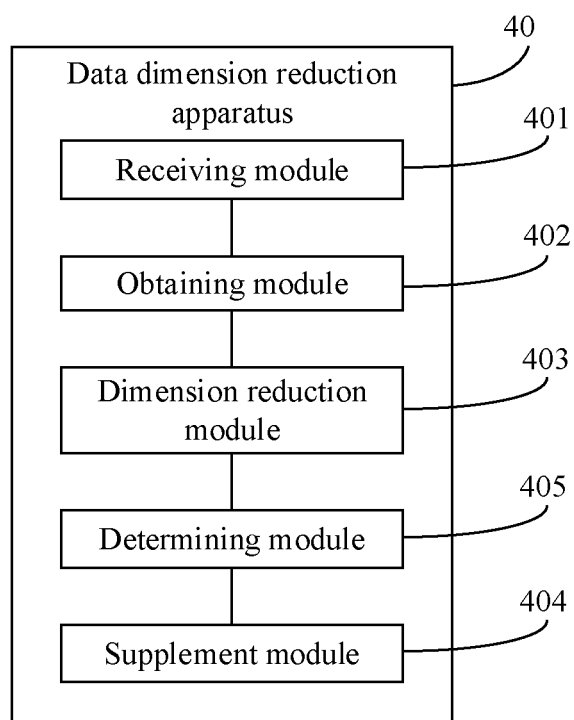 40
Data dimension reduction
apparatus
401
Receiving module
402
Obtaining module
403
Dimension reduction
module
405
Determining module
404
Supplement module